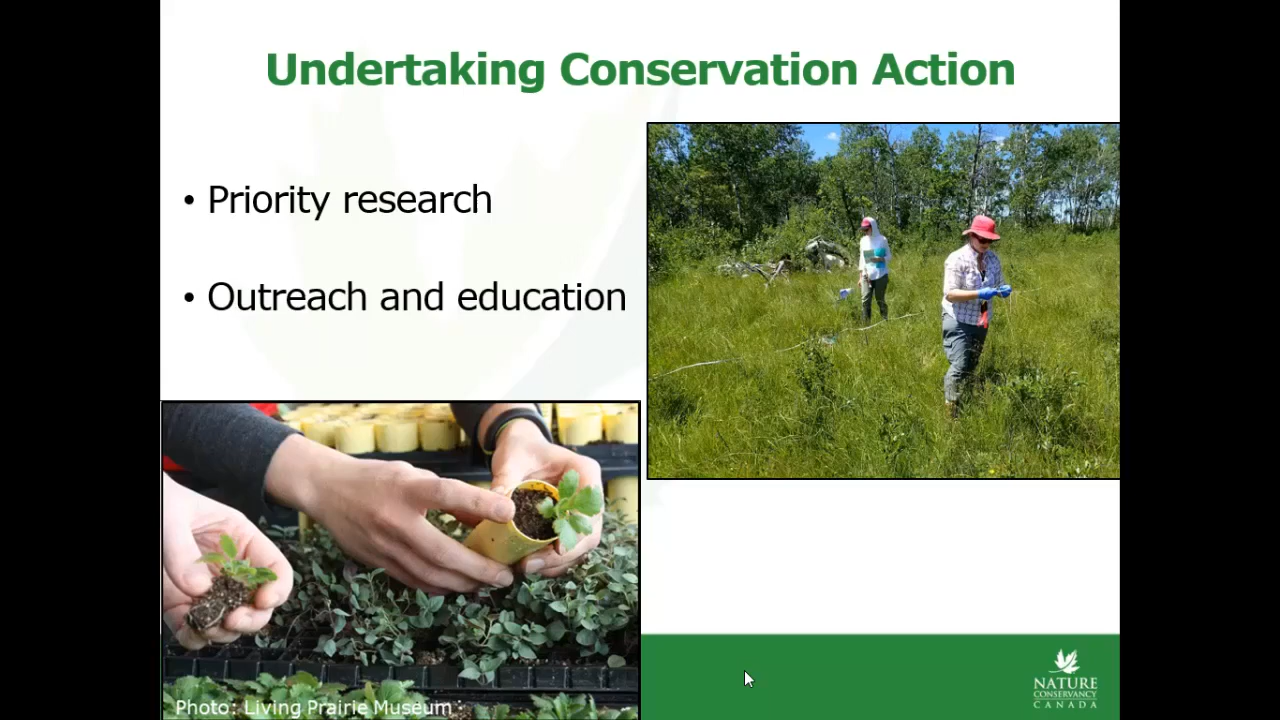 Undertaking Conservation Action
• Priority research
• Outreach and education
Photo: Living Prairie Museum
NATURE
CONSERVANCY
CANADA